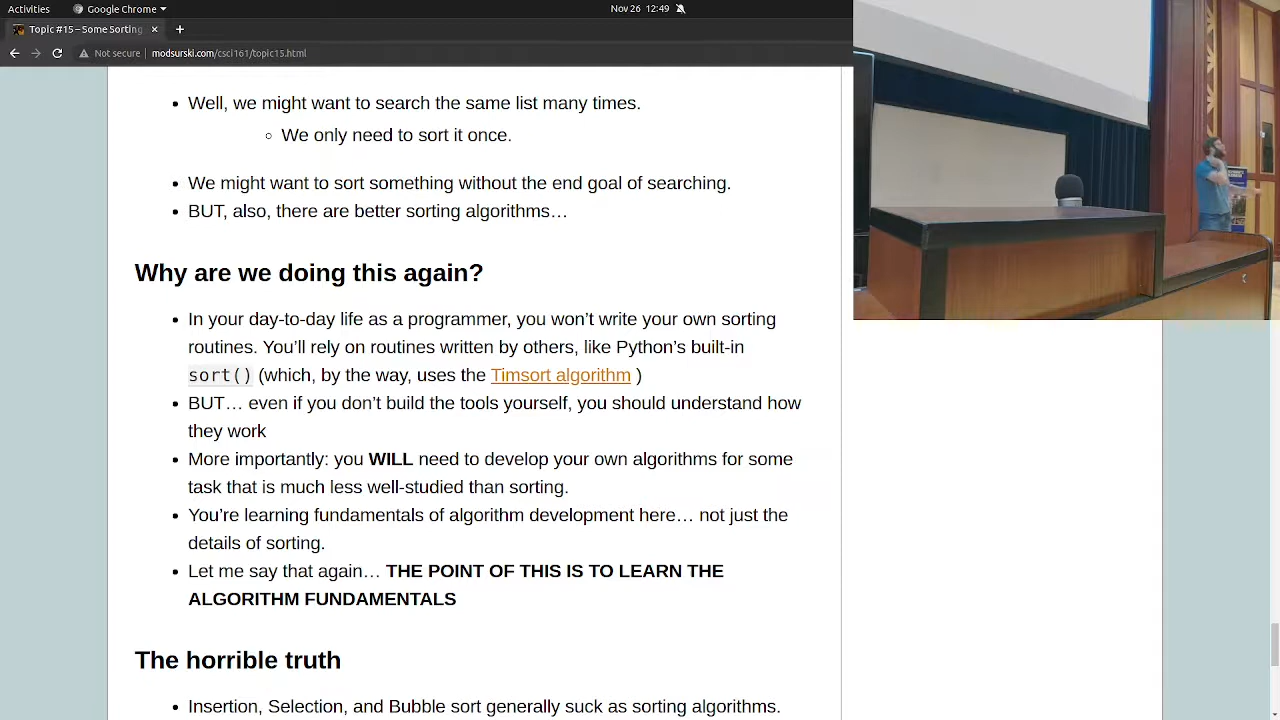 Activities
Google Chrome
Nov 26 12:49
Topic #15 – Some Sorting
Not secure
modsurski.com/csci161/topic15.html
• Well, we might want to search the same list many times.
◦ We only need to sort it once.
• We might want to sort something without the end goal of searching.
• BUT, also, there are better sorting algorithms…
Why are we doing this again?
• In your day-to-day life as a programmer, you won’t write your own sorting
routines. You’ll rely on routines written by others, like Python’s built-in
sort() (which, by the way, uses the Timsort algorithm )
• BUT… even if you don’t build the tools yourself, you should understand how
they work
• More importantly: you WILL need to develop your own algorithms for some
task that is much less well-studied than sorting.
• You’re learning fundamentals of algorithm development here… not just the
details of sorting.
• Let me say that again… THE POINT OF THIS IS TO LEARN THE
ALGORITHM FUNDAMENTALS
The horrible truth
• Insertion, Selection, and Bubble sort generally suck as sorting algorithms.